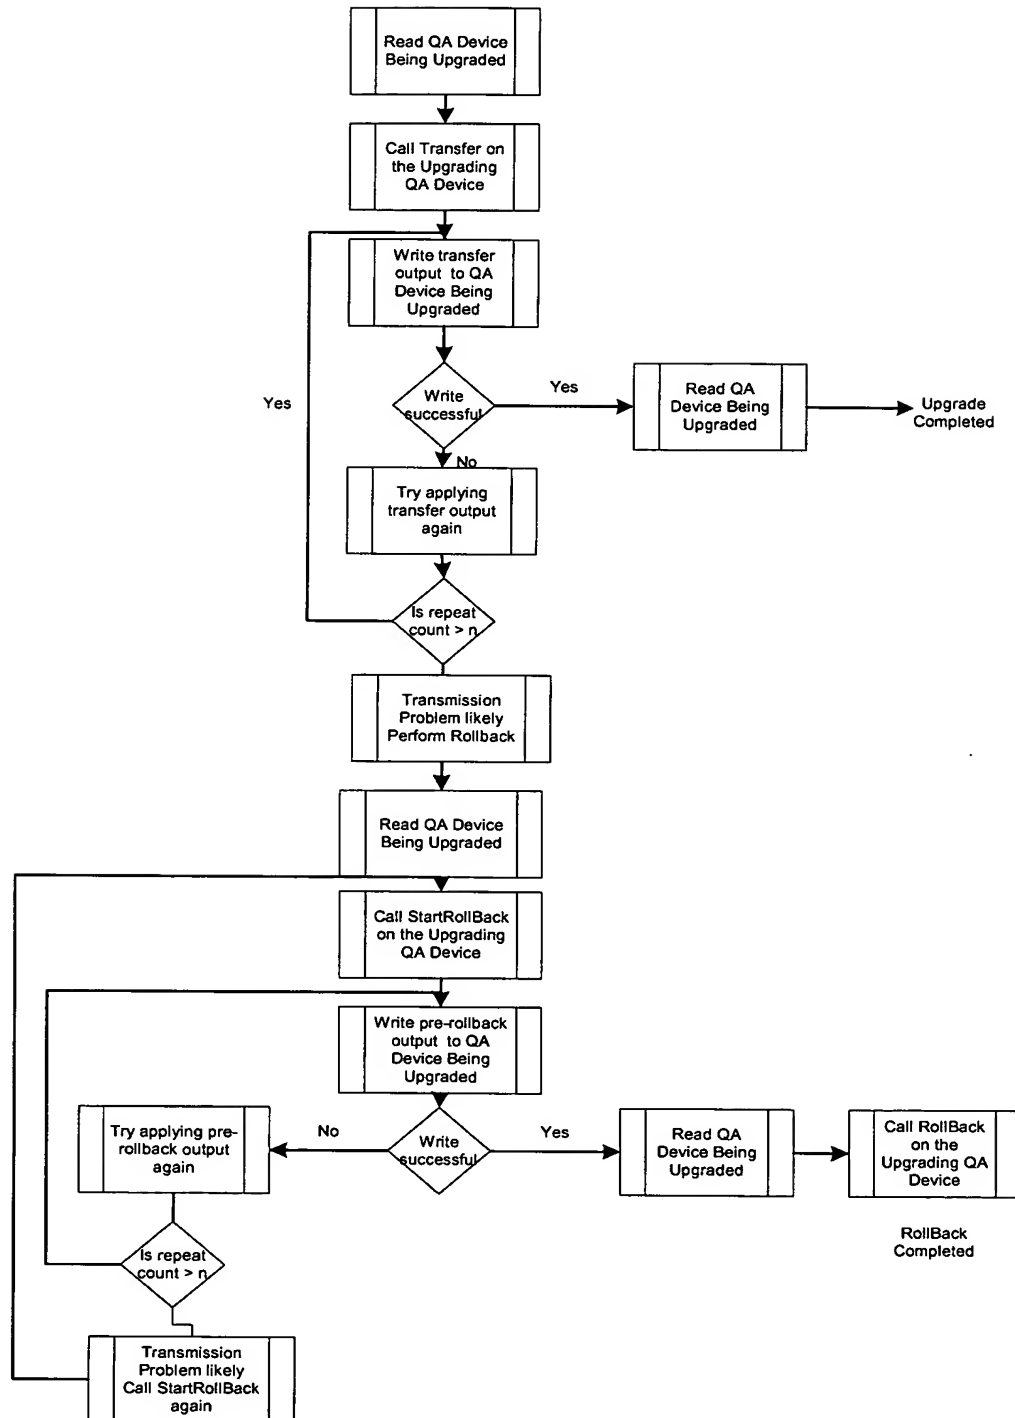 Read QA Device
Being Upgraded
Call Transfer on
the Upgrading
QA Device
Write transfer
output to QA
Device Being
Upgraded
Yes
Write
successful
Yes
Read QA
Device Being
Upgraded
Upgrade
Completed
No
Try applying
transfer output
again
Is repeat
count > n
Transmission
Problem likely
Perform Rollback
Read QA Device
Being Upgraded
Call StartRollBack
on the Upgrading
QA Device
Write pre-rollback
output to QA
Device Being
Upgraded
Try applying pre-
rollback output
again
No
Write
successful
Yes
Read QA
Device Being
Upgraded
Call RollBack
on the
Upgrading QA
Device
RollBack
Completed
Is repeat
count > n
Transmission
Problem likely
Call StartRollBack
again